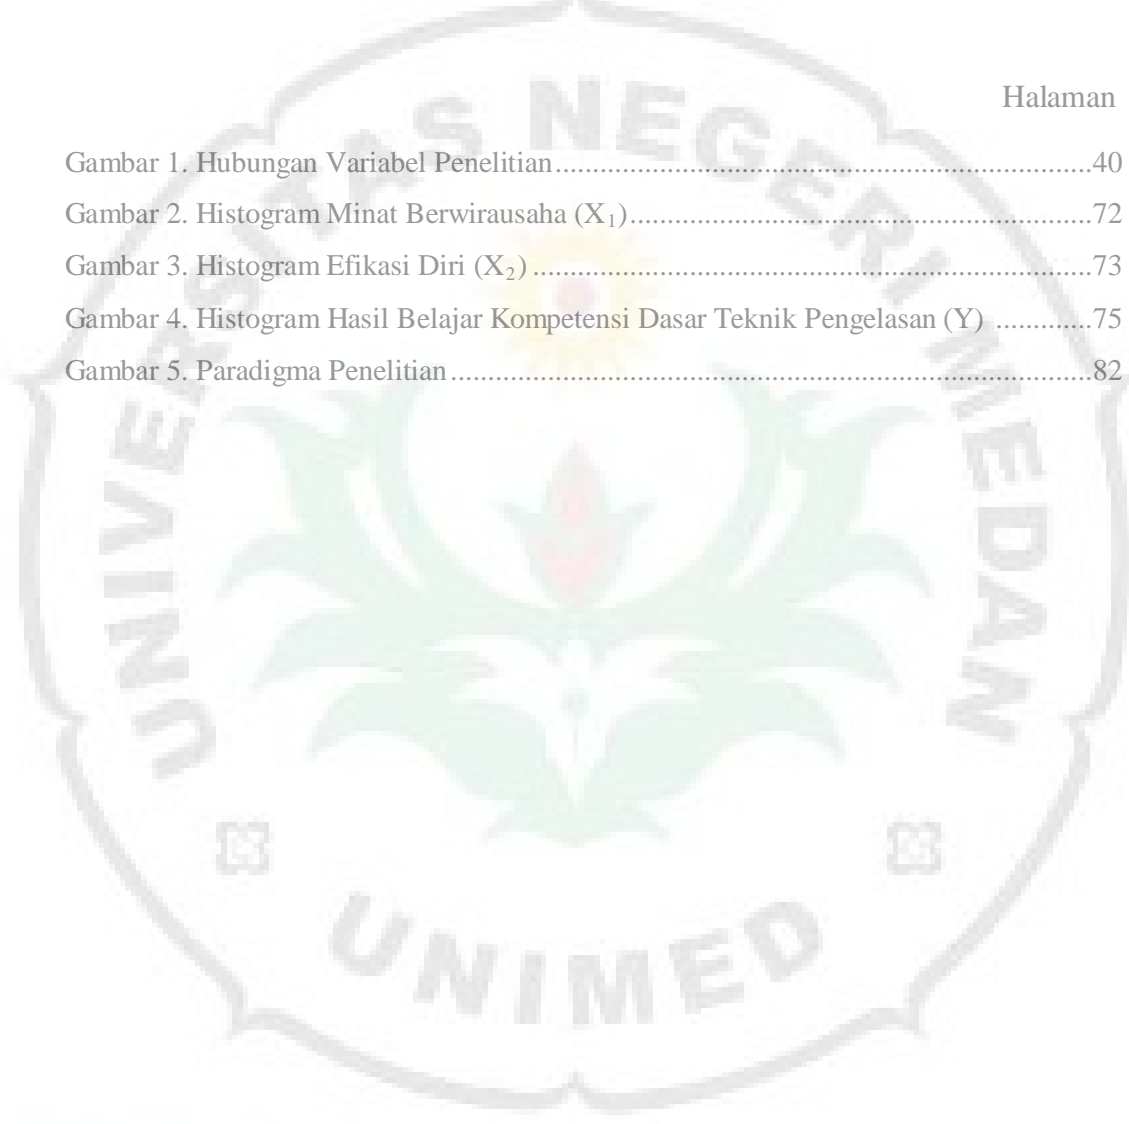 Halaman
Gambar 1. Hubungan Variabel Penelitian........................................................................40
Gambar 2. Histogram Minat Berwirausaha (X₁)..............................................................72
Gambar 3. Histogram Efikasi Diri (X₂) ...........................................................................73
Gambar 4. Histogram Hasil Belajar Kompetensi Dasar Teknik Pengelasan (Y) .............75
Gambar 5. Paradigma Penelitian......................................................................................82
UNIVERSITAS NEGERI MEDAN
UNIMED